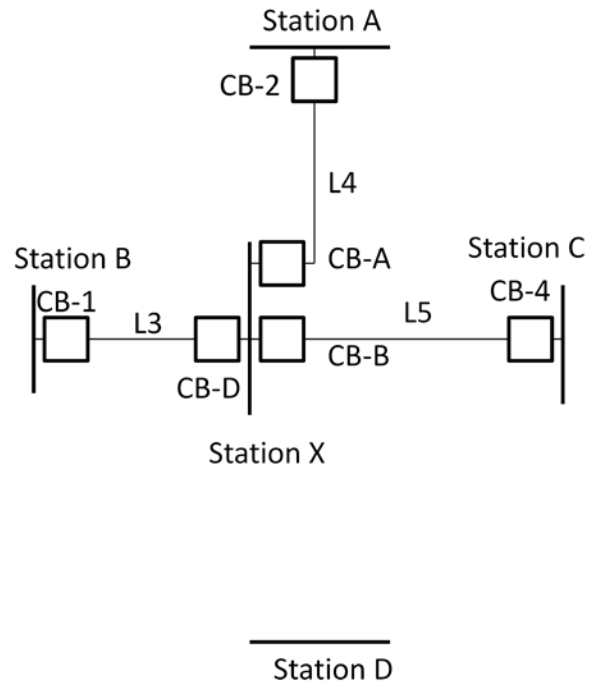 Station A
CB-2
L4
Station B
CB-A
Station C
CB-1
CB-4
L3
L5
CB-B
CB-D
Station X
Station D